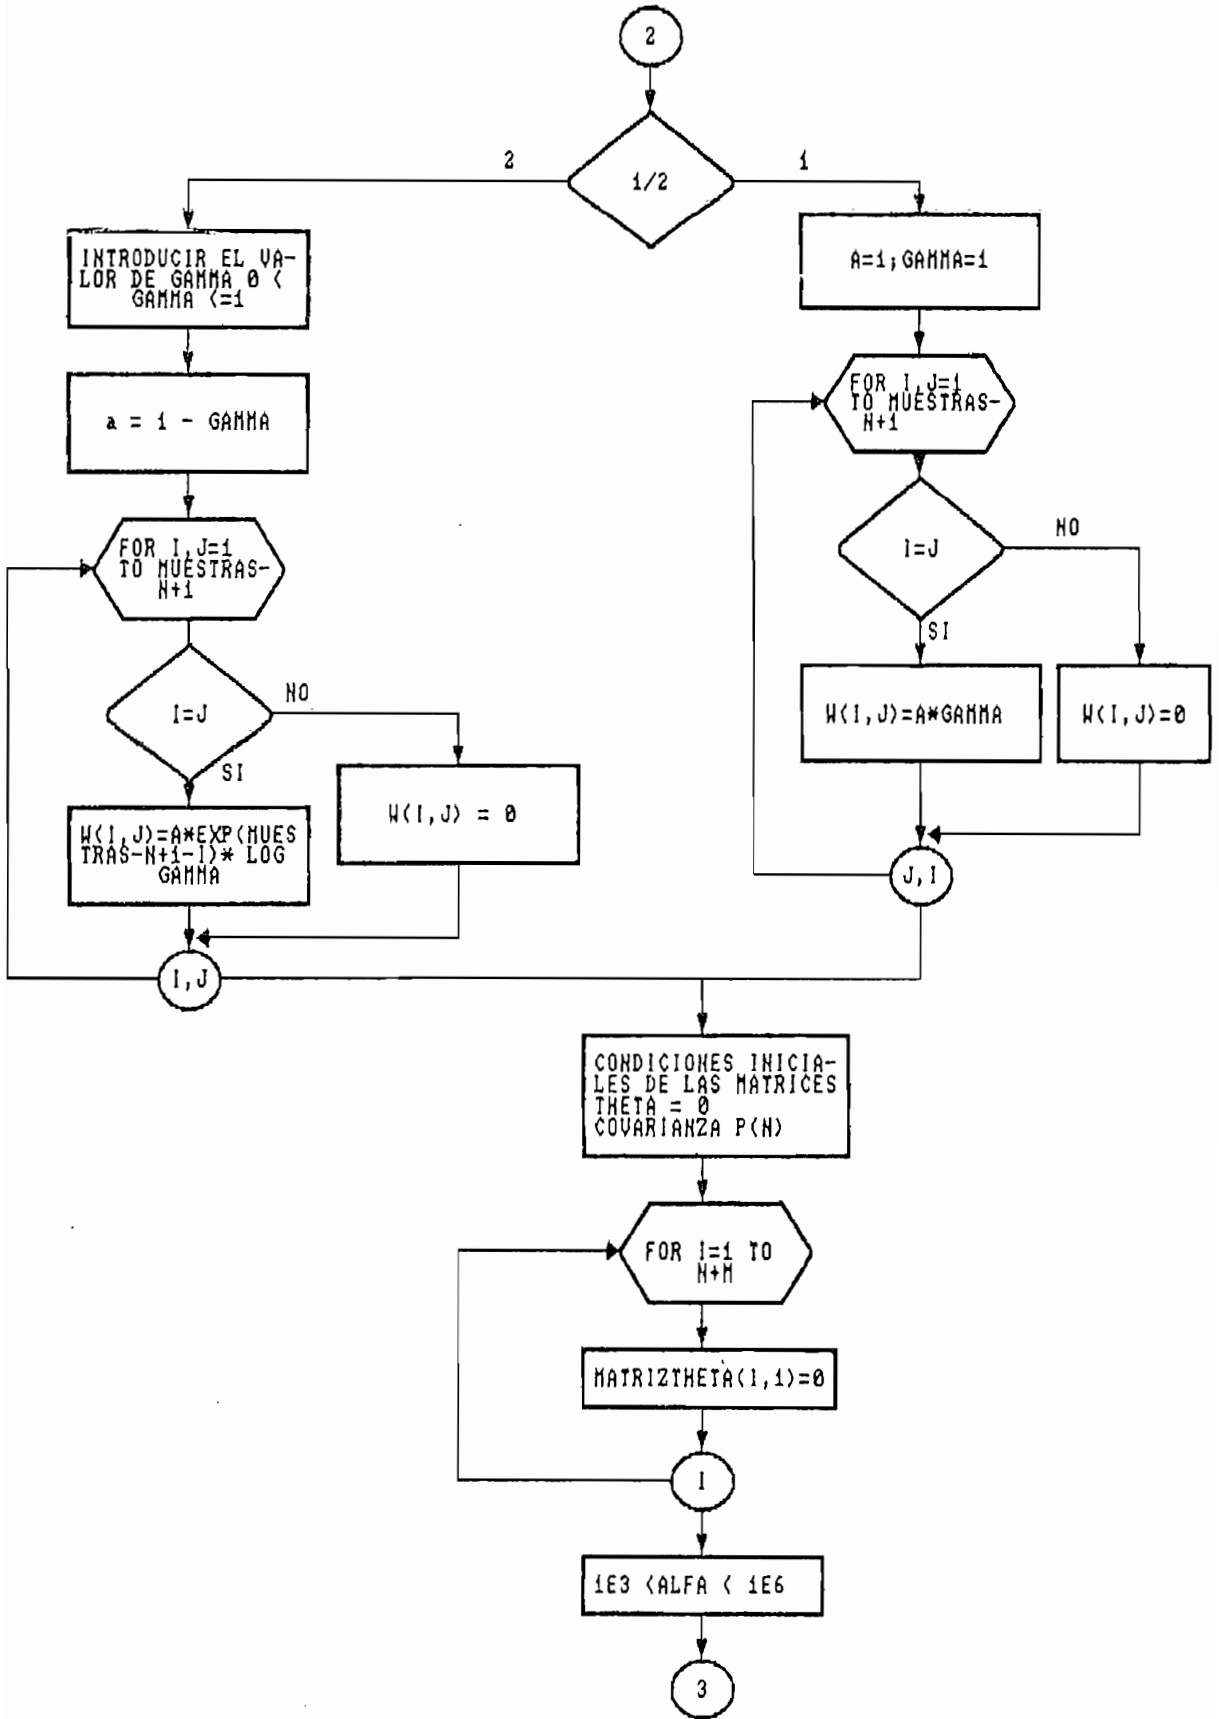 2
1/2
2
1
INTRODUCIR EL VA-
LOR DE GAMMA 0 <
GAMMA <=1
a = 1 - GAMMA
FOR I,J=1
TO MUESTRAS-
N+1
I=J
NO
SI
W(I,J)=A*EXP(MUES
TRAS-N+1-I)* LOG
GAMMA
W(I,J) = 0
I,J
A=1;GAMMA=1
FOR I,J=1
TO MUESTRAS-
N+1
I=J
NO
SI
W(I,J)=A*GAMMA
W(I,J)=0
J,I
CONDICIONES INICIA-
LES DE LAS MATRICES
THETA = 0
COVARIANZA P(N)
FOR I=1 TO
N+M
MATRIZTHETA(I,1)=0
I
1E3 <ALFA < 1E6
3